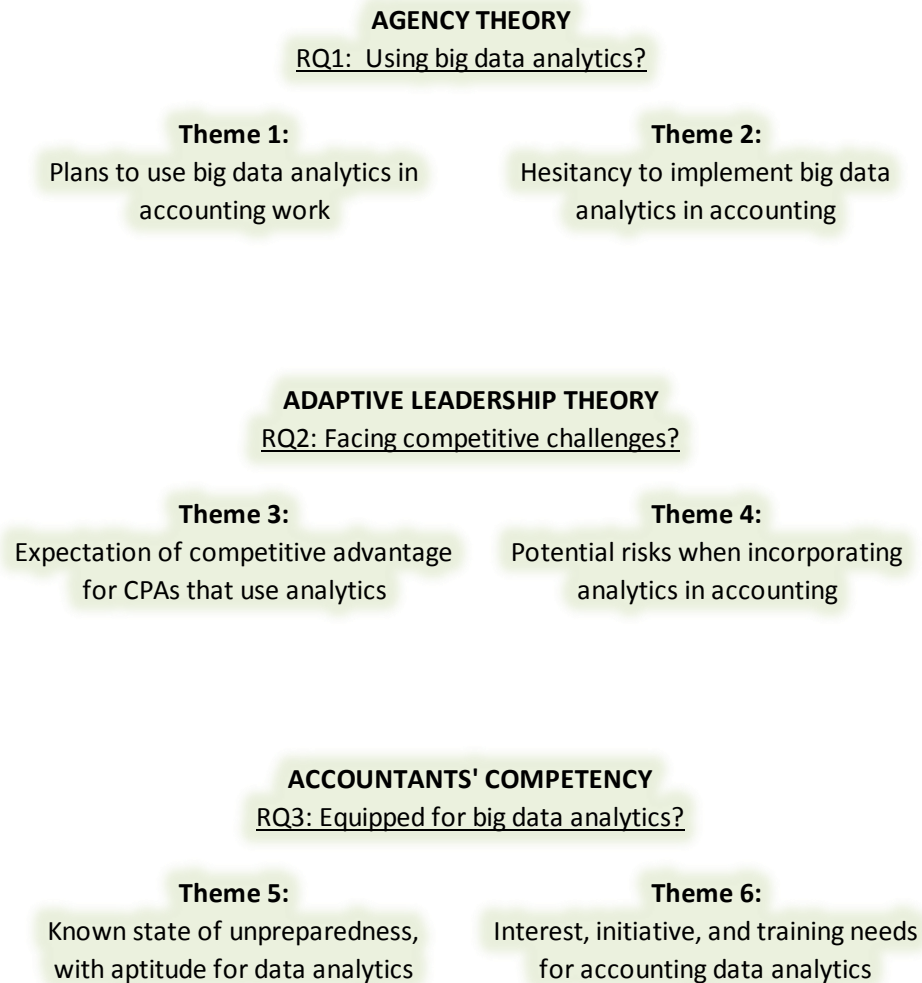 AGENCY THEORY
RQ1:  Using big data analytics?
Theme 1:
Plans to use big data analytics in
accounting work
Theme 2:
Hesitancy to implement big data
analytics in accounting
ADAPTIVE LEADERSHIP THEORY
RQ2: Facing competitive challenges?
Theme 3:
Expectation of competitive advantage
for CPAs that use analytics
Theme 4:
Potential risks when incorporating
analytics in accounting
ACCOUNTANTS' COMPETENCY
RQ3: Equipped for big data analytics?
Theme 5:
Known state of unpreparedness,
with aptitude for data analytics
Theme 6:
Interest, initiative, and training needs
for accounting data analytics